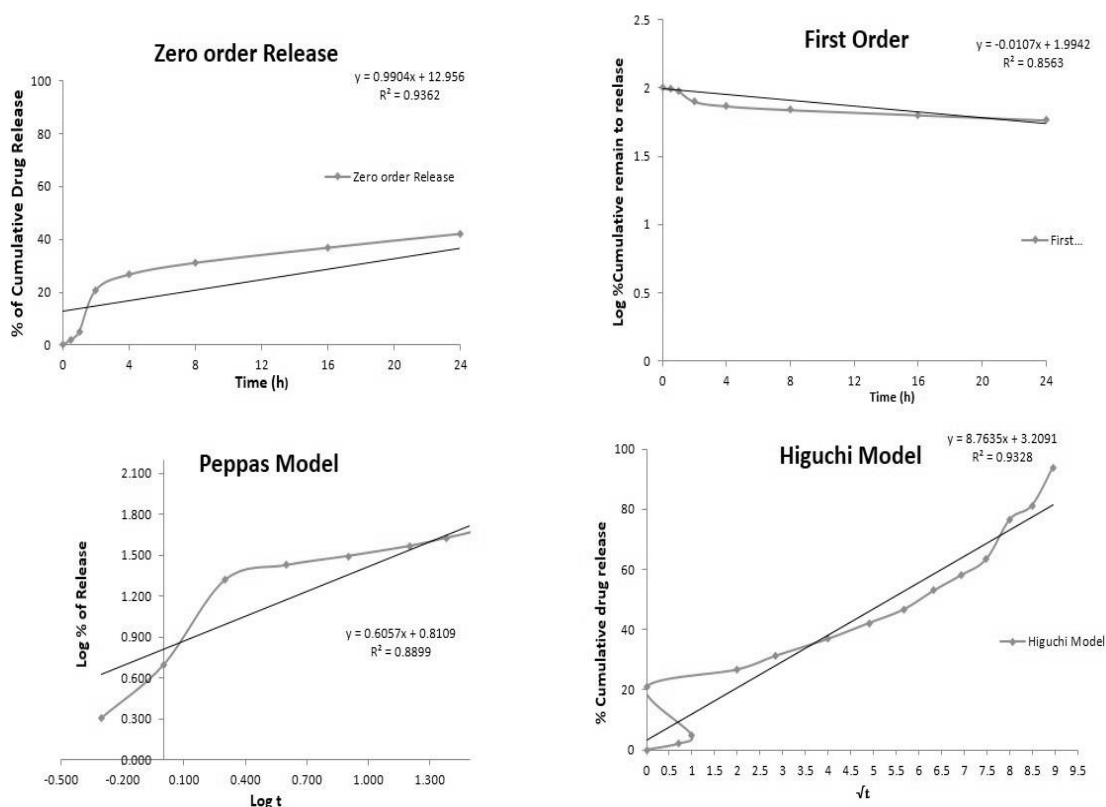 Zero order Release
y = 0.9904x + 12.956
R² = 0.9362
% of Cumulative Drug Release
100
80
60
40
20
0
Zero order Release
0 4 8 12 16 20 24
Time (h)
First Order
y = -0.0107x + 1.9942
R² = 0.8563
Log %Cumulative remain to reelase
2.5
2
1.5
1
0.5
0
First...
0 4 8 12 16 20 24
Time (h)
Peppas Model
Log % of Release
2.100
1.800
1.500
1.200
0.900
0.600
0.300
0.000
y = 0.6057x + 0.8109
R² = 0.8899
-0.500 -0.200 0.100 0.400 0.700 1.000 1.300
Log t
Higuchi Model
y = 8.7635x + 3.2091
R² = 0.9328
% Cumulative drug release
100
80
60
40
20
0
Higuchi Model
0 0.5 1 1.5 2 2.5 3 3.5 4 4.5 5 5.5 6 6.5 7 7.5 8 8.5 9 9.5
√t